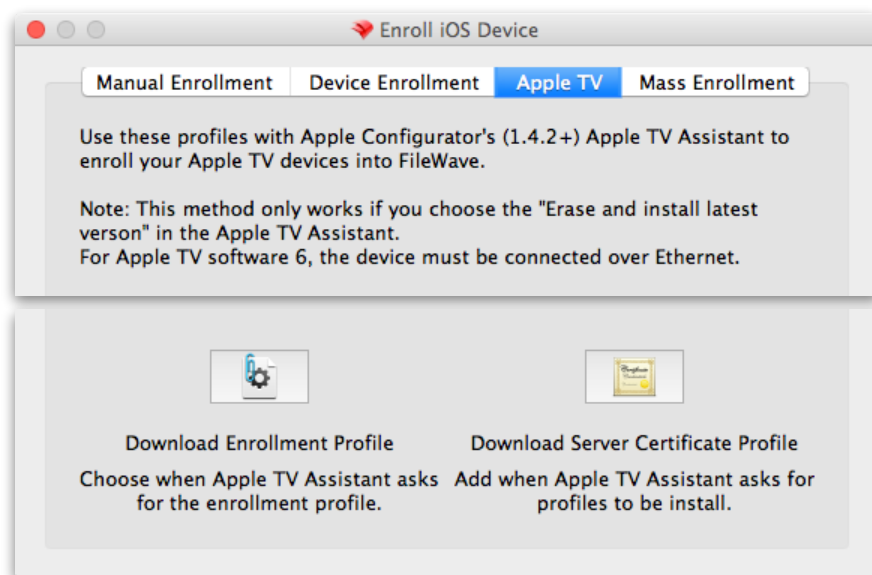 Enroll iOS Device
Manual Enrollment Device Enrollment Apple TV Mass Enrollment
Use these profiles with Apple Configurator's (1.4.2+) Apple TV Assistant to
enroll your Apple TV devices into FileWave.
Note: This method only works if you choose the "Erase and install latest
verson" in the Apple TV Assistant.
For Apple TV software 6, the device must be connected over Ethernet.
Download Enrollment Profile
Choose when Apple TV Assistant asks
for the enrollment profile.
Download Server Certificate Profile
Add when Apple TV Assistant asks for
profiles to be install.